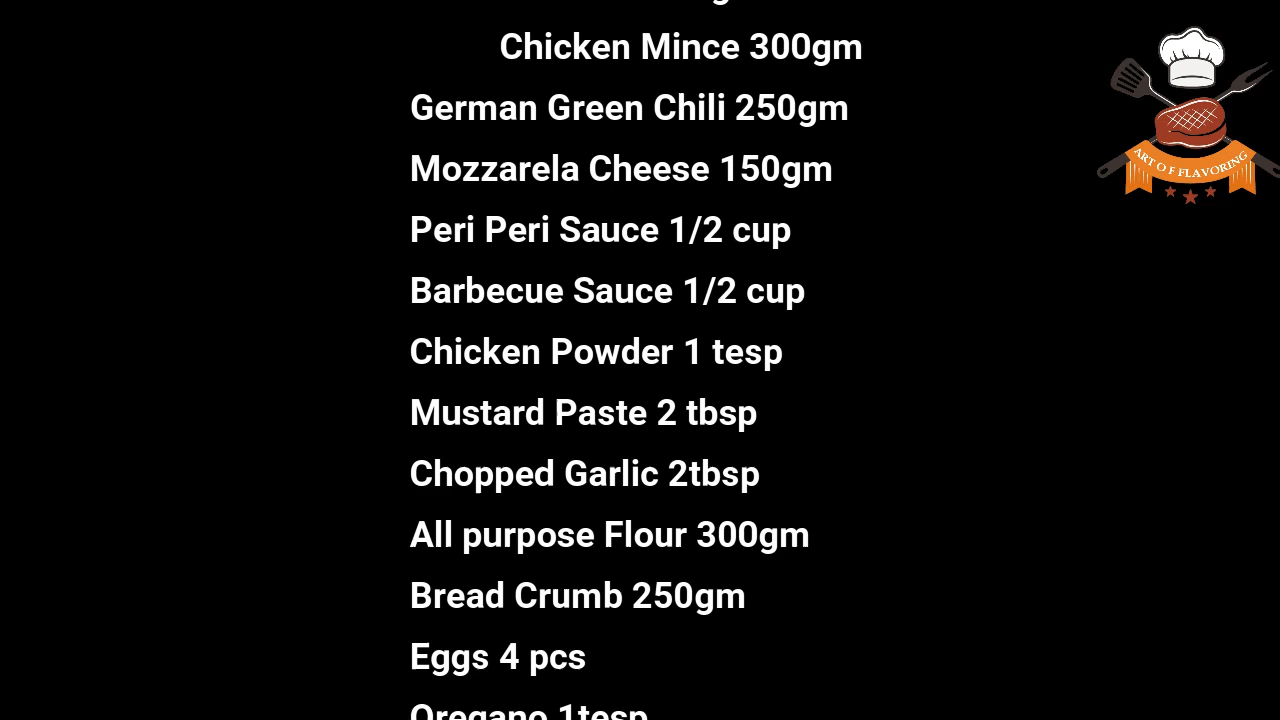 Chicken Mince 300gm
German Green Chili 250gm
Mozzarela Cheese 150gm
Peri Peri Sauce 1/2 cup
Barbecue Sauce 1/2 cup
Chicken Powder 1 tesp
Mustard Paste 2 tbsp
Chopped Garlic 2tbsp
All purpose Flour 300gm
Bread Crumb 250gm
Eggs 4 pcs
Oregano 1tesp
ART OF FLAVORING